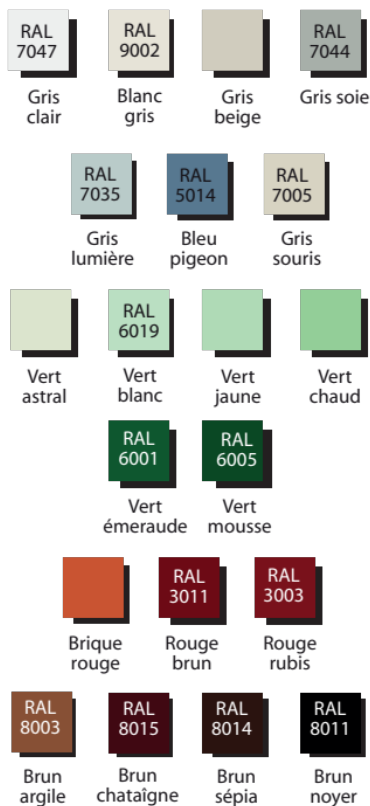 RAL RAL RAL
7047 9002 7044
Gris Blanc Gris Gris soie
clair gris beige
RAL RAL RAL
7035 5014 7005
Gris Bleu Gris
lumière pigeon souris
RAL
6019
Vert Vert Vert Vert
astral blanc jaune chaud
RAL RAL
6001 6005
Vert Vert
émeraude mousse
RAL RAL
3011 3003
Brique Rouge Rouge
rouge brun rubis
RAL RAL RAL RAL
8003 8015 8014 8011
Brun Brun Brun Brun
argile chataîgne sépia noyer